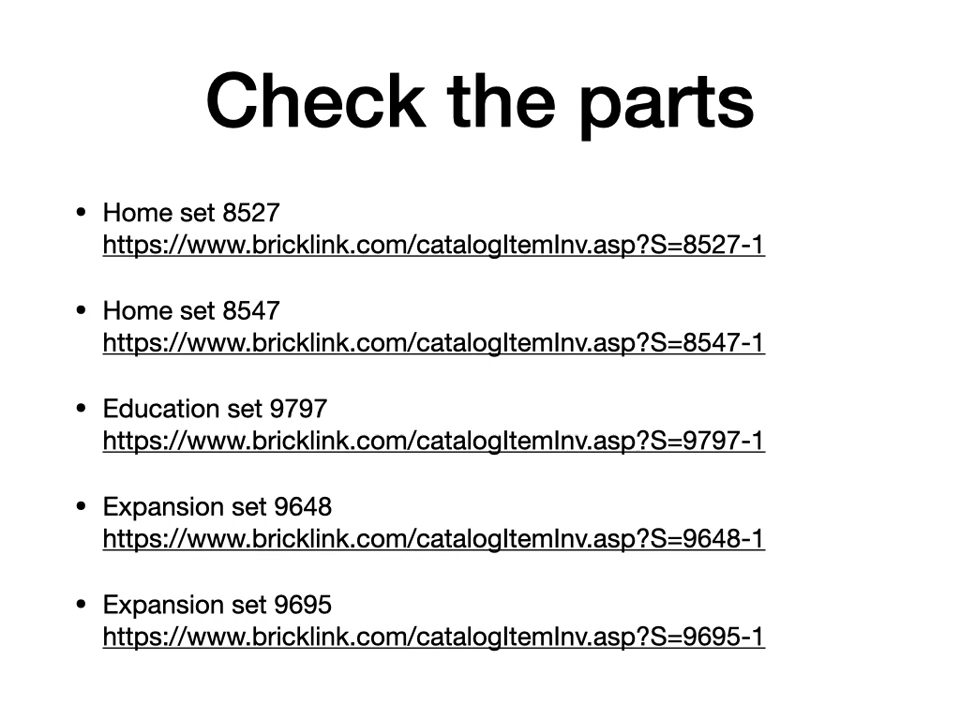 Check the parts
• Home set 8527
https://www.bricklink.com/catalogItemInv.asp?S=8527-1
• Home set 8547
https://www.bricklink.com/catalogItemInv.asp?S=8547-1
• Education set 9797
https://www.bricklink.com/catalogItemInv.asp?S=9797-1
• Expansion set 9648
https://www.bricklink.com/catalogItemInv.asp?S=9648-1
• Expansion set 9695
https://www.bricklink.com/catalogItemInv.asp?S=9695-1